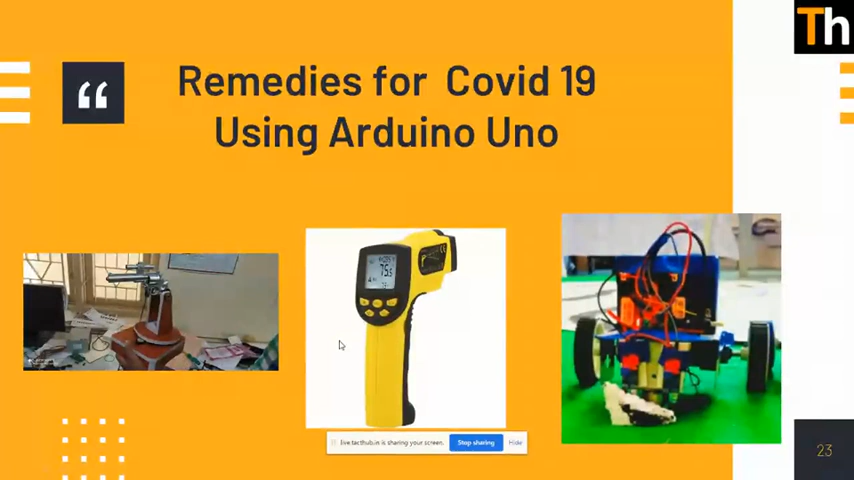 Th
“
Remedies for Covid 19
Using Arduino Uno
75.5
live.tacthub.in is sharing your screen.
Stop sharing
Hide
23